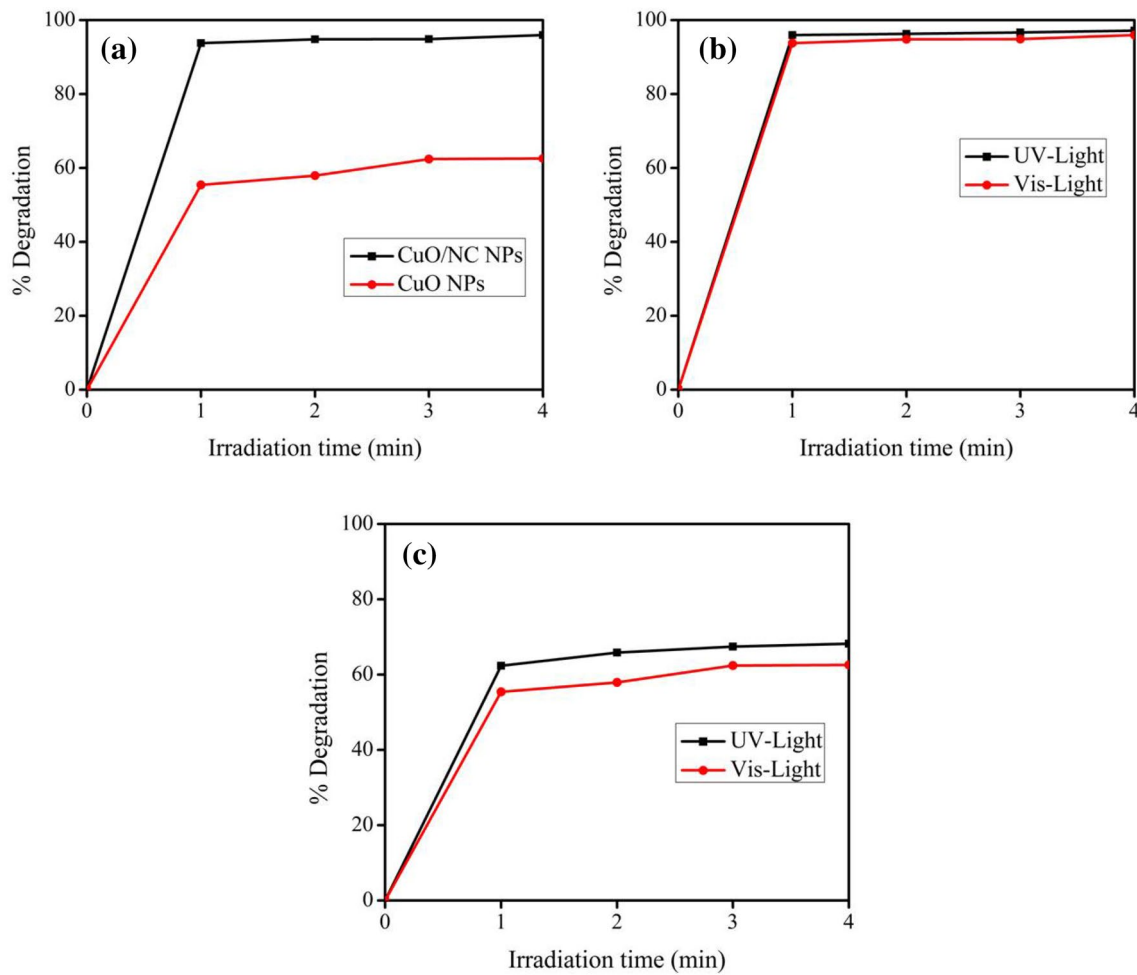 (a)
% Degradation
100
80
60
40
20
0
CuO/NC NPs
CuO NPs
0 1 2 3 4
Irradiation time (min)
(b)
% Degradation
100
80
60
40
20
0
UV-Light
Vis-Light
0 1 2 3 4
Irradiation time (min)
(c)
% Degradation
100
80
60
40
20
0
UV-Light
Vis-Light
0 1 2 3 4
Irradiation time (min)